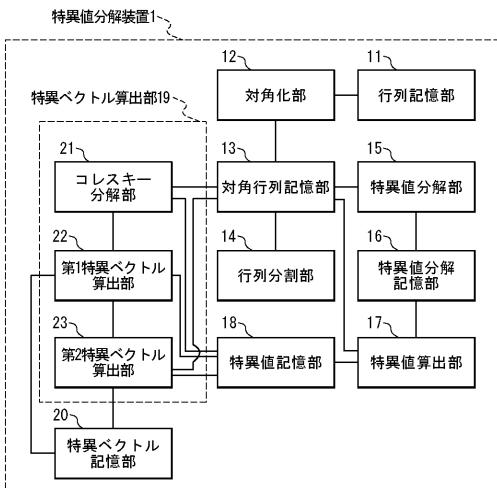 特異値分解装置1
特異ベクトル算出部19
12
対角化部
11
行列記憶部
21
コレスキー
分解部
13
対角行列記憶部
15
特異値分解部
22
第1特異ベクトル
算出部
14
行列分割部
16
特異値分解
記憶部
23
第2特異ベクトル
算出部
18
特異値記憶部
17
特異値算出部
20
特異ベクトル
記憶部